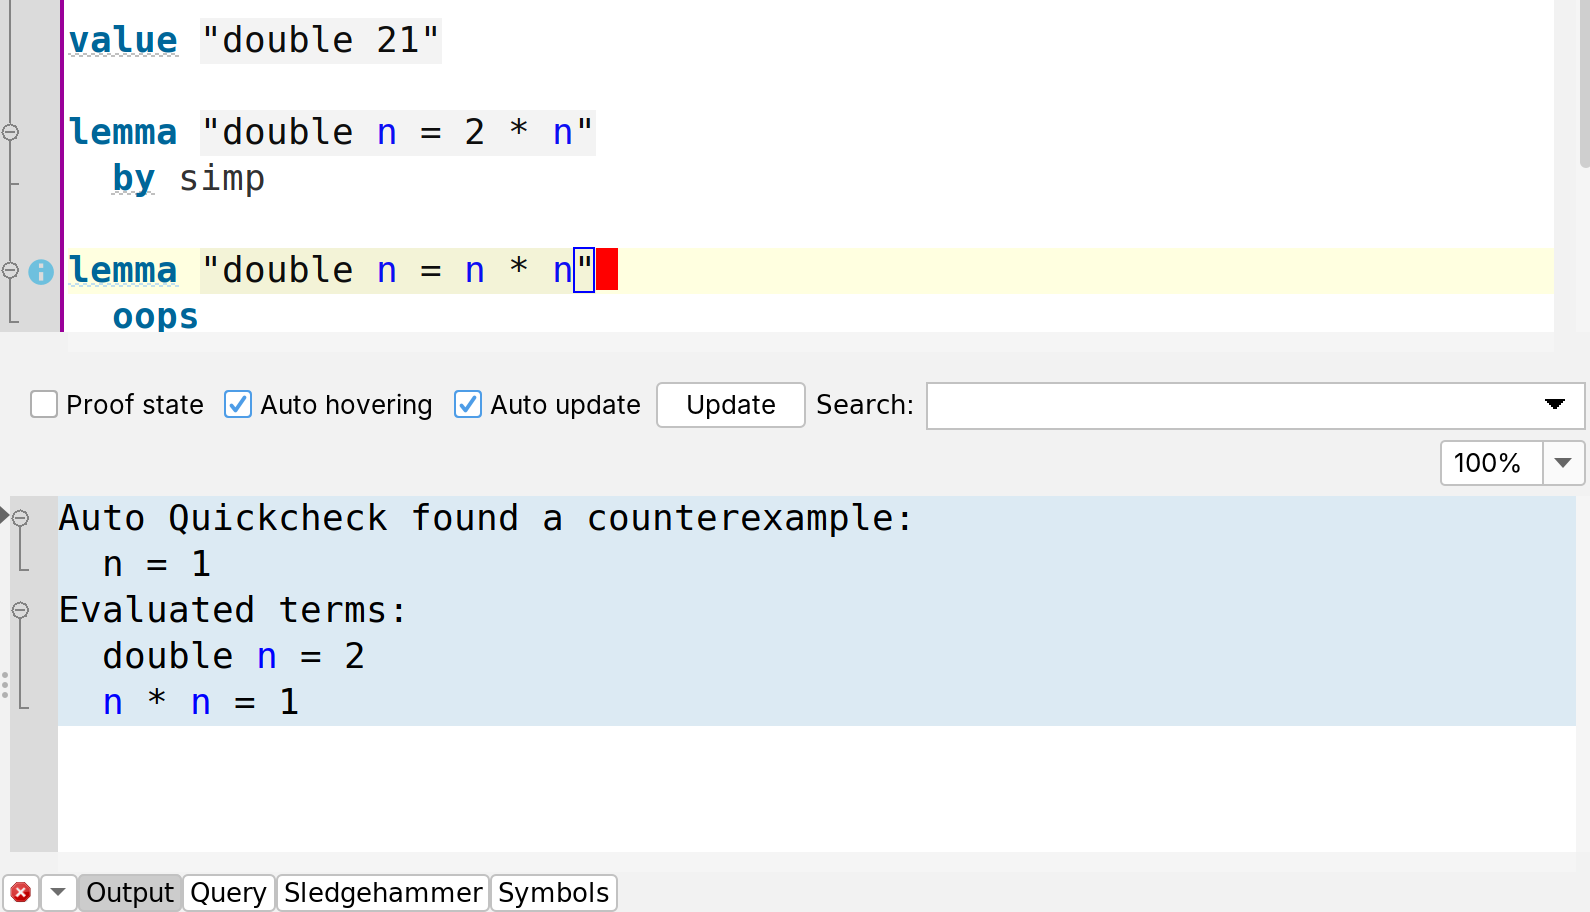 value "double 21"
lemma "double n = 2 * n"
  by simp
lemma "double n = n * n"
  oops
Proof state Auto hovering Auto update Update Search:
100%
Auto Quickcheck found a counterexample:
  n = 1
Evaluated terms:
  double n = 2
  n * n = 1
Output Query Sledgehammer Symbols